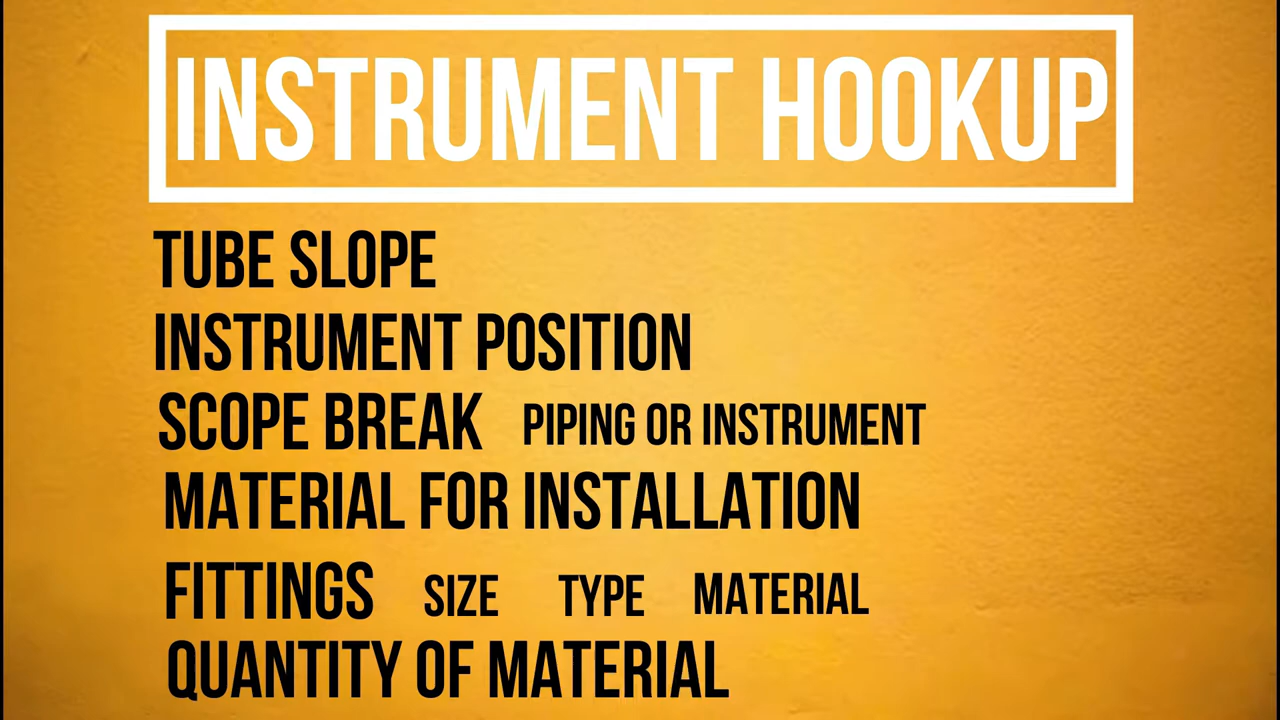 INSTRUMENT HOOKUP
TUBE SLOPE
INSTRUMENT POSITION
SCOPE BREAK PIPING OR INSTRUMENT
MATERIAL FOR INSTALLATION
FITTINGS SIZE TYPE MATERIAL
QUANTITY OF MATERIAL